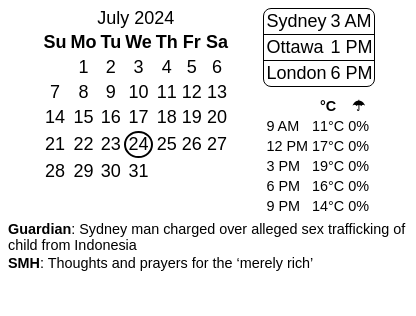 July 2024
Su Mo Tu We Th Fr Sa
1 2 3 4 5 6
7 8 9 10 11 12 13
14 15 16 17 18 19 20
21 22 23 24 25 26 27
28 29 30 31
Sydney 3 AM
Ottawa 1 PM
London 6 PM
°C ☂
9 AM 11°C 0%
12 PM 17°C 0%
3 PM 19°C 0%
6 PM 16°C 0%
9 PM 14°C 0%
Guardian: Sydney man charged over alleged sex trafficking of
child from Indonesia
SMH: Thoughts and prayers for the ‘merely rich’